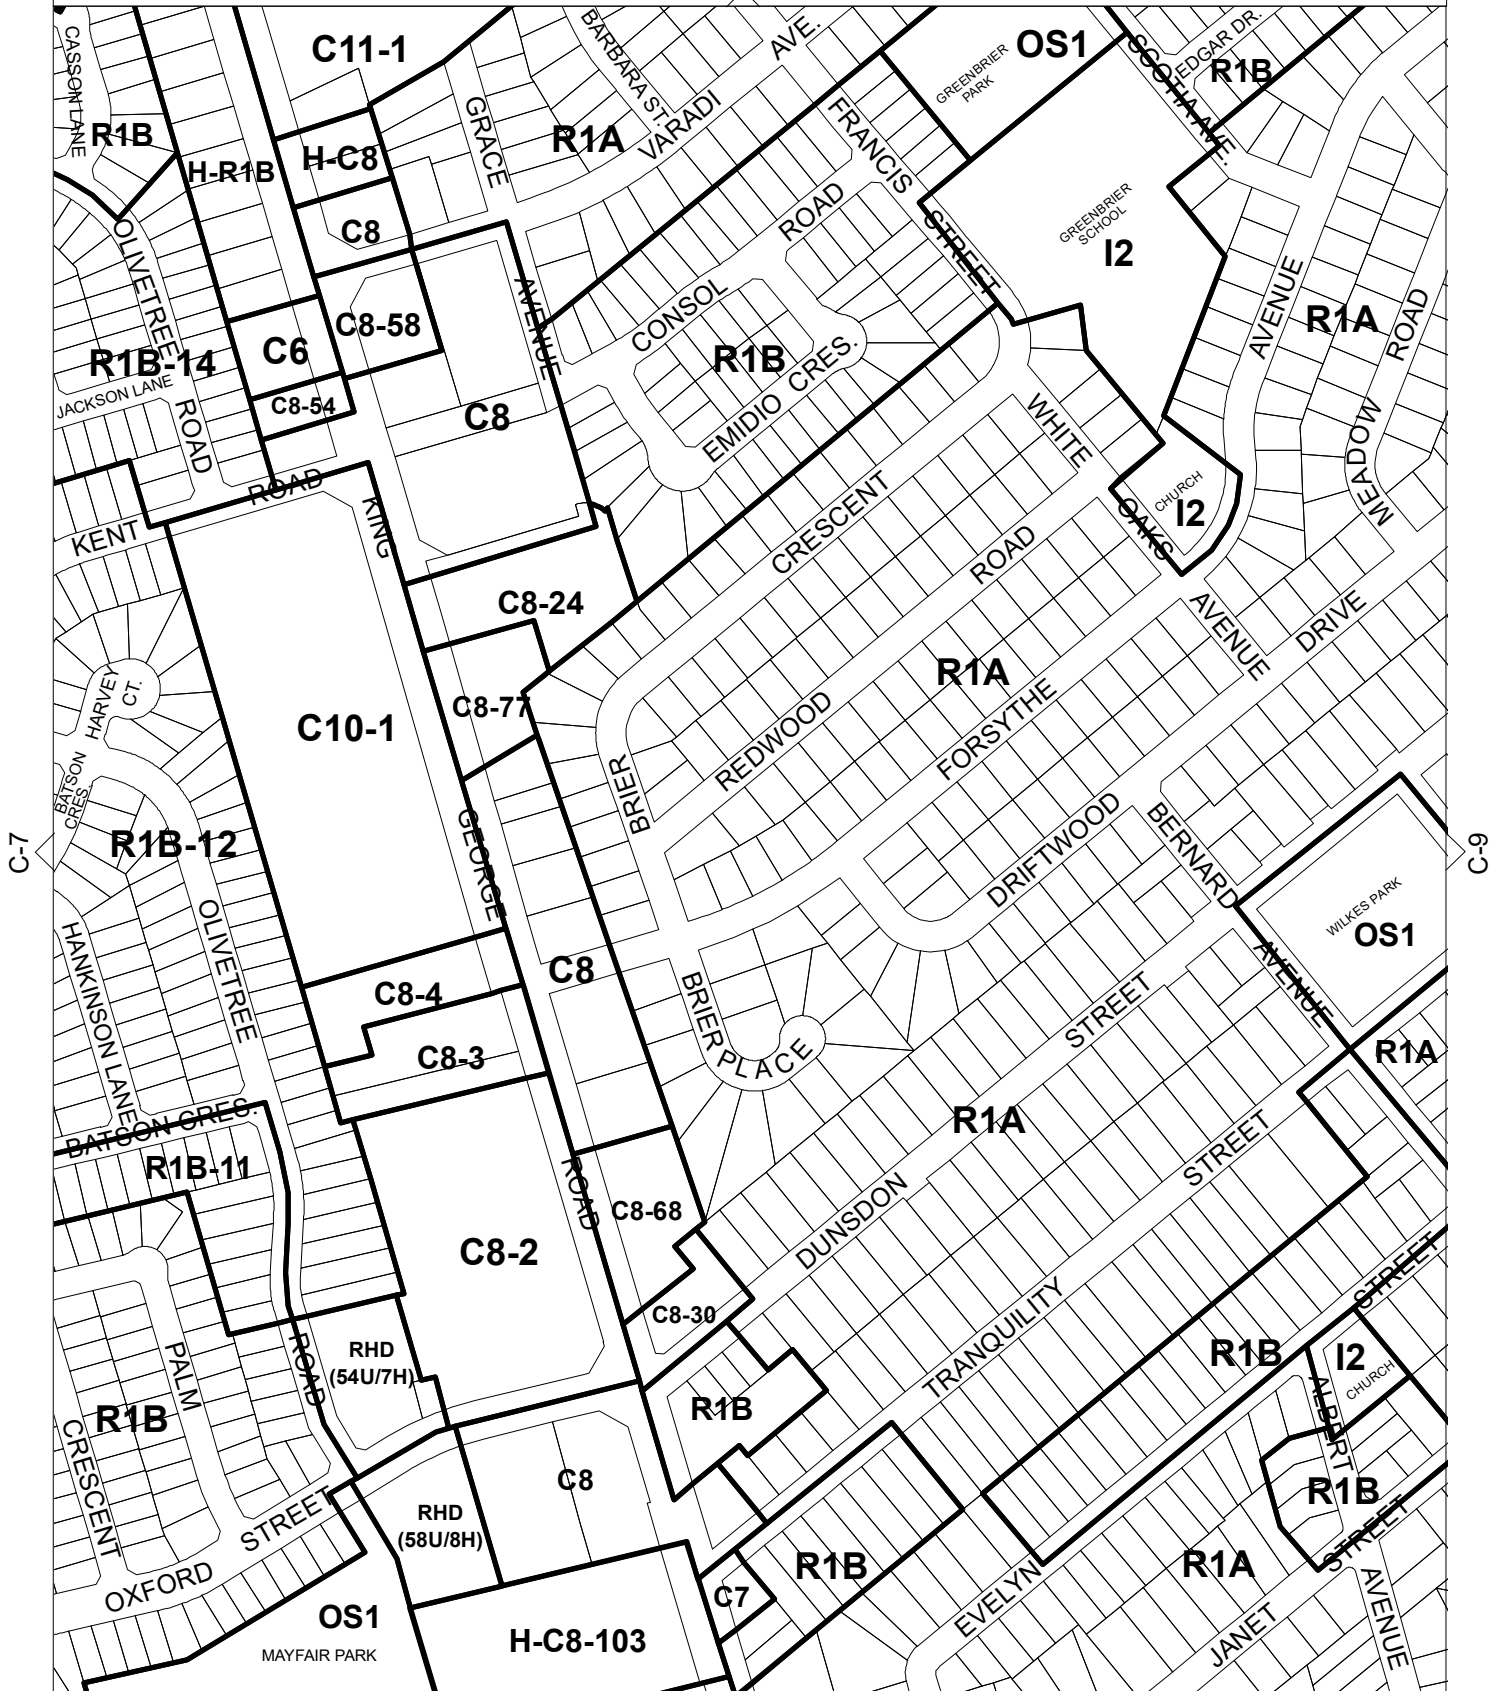 C11-1
BARBARA ST.
AVE.
OS1
GREENBRIER
PARK
SCOTIA AVE.
EDGAR DR.
R1B
CASSON LANE
R1B
H-R1B
H-C8
GRACE
R1A
VARADI
FRANCIS
C8
ROAD
STREET
GREENBRIER
SCHOOL
I2
OLIVETREE
AVENUE
CONSOL
AVENUE
R1A
ROAD
C8-58
C6
R1B
EMIDIO CRES.
R1B-14
JACKSON LANE
C8-54
C8
ROAD
WHITE
MEADOW
ROAD
KING
KENT
CRESCENT
CHURCH
I2
OAKS
ROAD
C8-24
AVENUE
DRIVE
R1A
HARVEY
CT.
C8-77
C10-1
REDWOOD
FORSYTHE
BATSON
CRES.
BRIER
R1B-12
GEORGE
DRIFTWOOD
BERNARD
C-7
C-9
WILKES PARK
OS1
OLIVETREE
HANKINSON LANE
C8
AVENUE
C8-4
BRIER
PLACE
STREET
C8-3
R1A
R1A
BATSON CRES.
R1B-11
ROAD
C8-68
DUNSDON
STREET
C8-2
C8-30
TRANQUILITY
STREET
RHD
(54U/7H)
ROAD
PALM
R1B
I2
CHURCH
ALBERT
R1B
R1B
CRESCENT
C8
R1B
STREET
RHD
(58U/8H)
STREET
OXFORD
R1B
R1A
C7
EVELYN
AVENUE
OS1
MAYFAIR PARK
H-C8-103
JANET